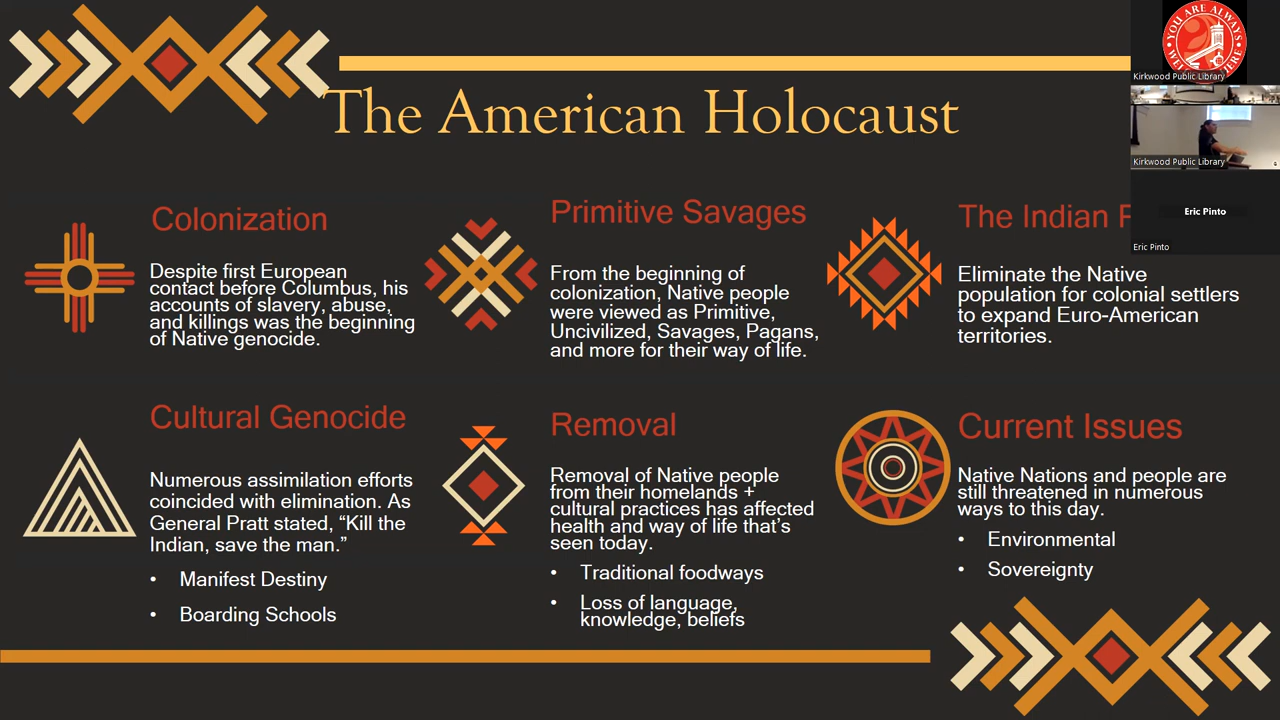 The American Holocaust
Colonization
Despite first European
contact before Columbus, his
accounts of slavery, abuse,
and killings was the beginning
of Native genocide.
Primitive Savages
From the beginning of
colonization, Native people
were viewed as Primitive,
Uncivilized, Savages, Pagans,
and more for their way of life.
The Indian
Eliminate the Native
population for colonial settlers
to expand Euro-American
territories.
Cultural Genocide
Numerous assimilation efforts
coincided with elimination. As
General Pratt stated, “Kill the
Indian, save the man.”
• Manifest Destiny
• Boarding Schools
Removal
Removal of Native people
from their homelands +
cultural practices has affected
health and way of life that’s
seen today.
• Traditional foodways
• Loss of language,
knowledge, beliefs
Current Issues
Native Nations and people are
still threatened in numerous
ways to this day.
• Environmental
• Sovereignty
YOU ARE ALWAYS
Kirkwood Public Library
Kirkwood Public Library
Eric Pinto
Eric Pinto